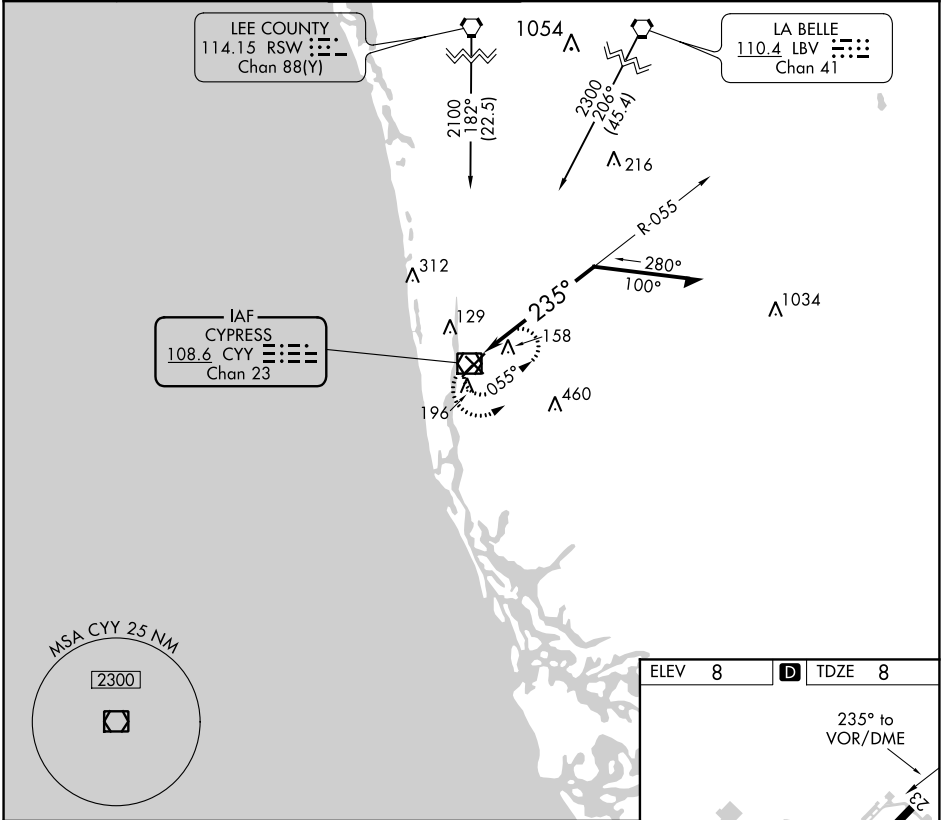 LEE COUNTY
114.15 RSW
Chan 88(Y)
1054
LA BELLE
110.4 LBV
Chan 41
2100
182°
(22.5)
2300
206°
(45.4)
216
R-055
312
280°
100°
235°
1034
129
IAF
CYPRESS
108.6 CYY
Chan 23
158
055°
196
460
MSA CYY 25 NM
2300
ELEV 8 D TDZE 8
235° to
VOR/DME
23